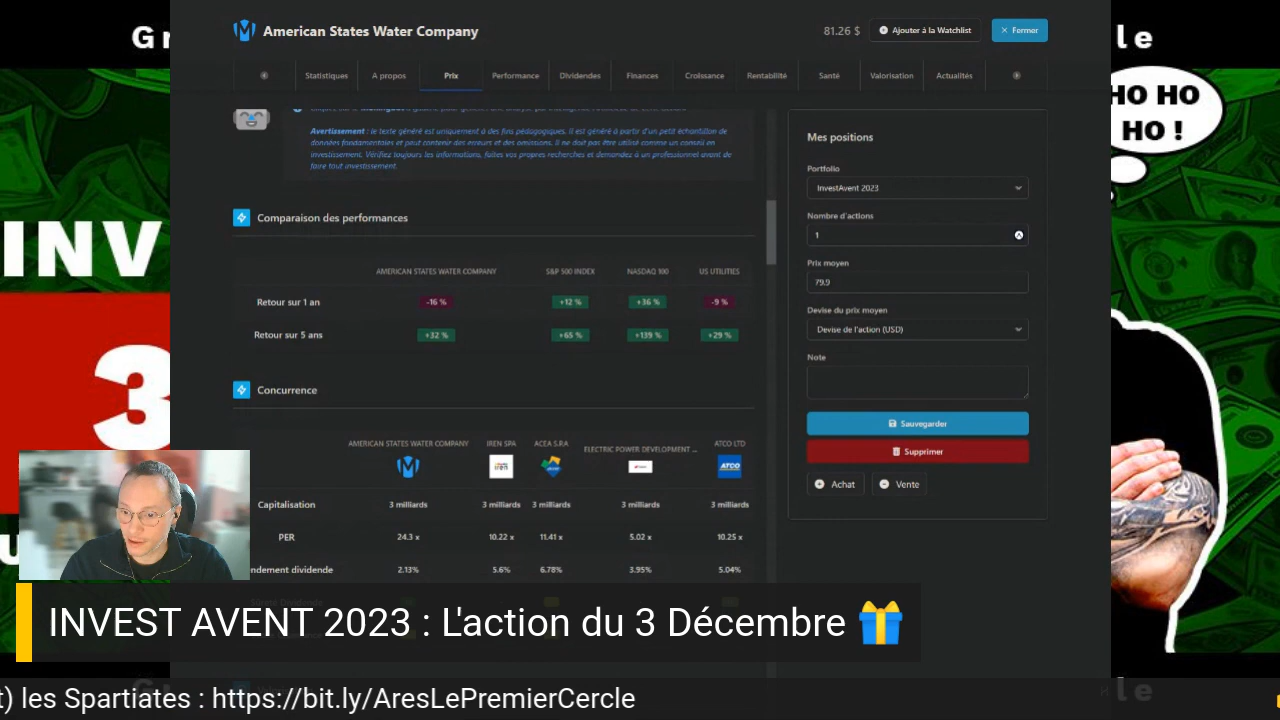 American States Water Company
81.26 $
Ajouter à la Watchlist
Fermer
Statistiques
A propos
Prix
Performance
Dividendes
Finances
Croissance
Rentabilité
Santé
Valorisation
Actualités
Avertissement : le texte généré est uniquement à des fins pédagogiques. Il est généré à partir d'un petit échantillon de
données fondamentales et peut contenir des erreurs et des omissions. Il ne doit pas être utilisé comme un conseil en
investissement. Vérifiez toujours les informations, faites vos propres recherches et demandez à un professionnel avant de
faire tout investissement.
Comparaison des performances
AMERICAN STATES WATER COMPANY S&P 500 INDEX NASDAQ 100 US UTILITIES
Retour sur 1 an -16 % +12 % +36 % -9 %
Retour sur 5 ans +32 % +65 % +139 % +29 %
Concurrence
AMERICAN STATES WATER COMPANY IREN SPA ACEA S.P.A ELECTRIC POWER DEVELOPMENT ... ATCO LTD
iren
ATCO
Capitalisation 3 milliards 3 milliards 3 milliards 3 milliards 3 milliards
PER 24.3 x 10.22 x 11.41 x 5.02 x 10.25 x
ndement dividende 2.13% 5.6% 6.78% 3.95% 5.04%
Mes positions
Portfolio
InvestAvent 2023
Nombre d'actions
1
Prix moyen
79.9
Devise du prix moyen
Devise de l'action (USD)
Note
Sauvegarder
Supprimer
Achat
Vente
Gr
le
HO HO
HO !
INV
3
INVEST AVENT 2023 : L'action du 3 Décembre
t) les Spartiates : https://bit.ly/AresLePremierCercle
le